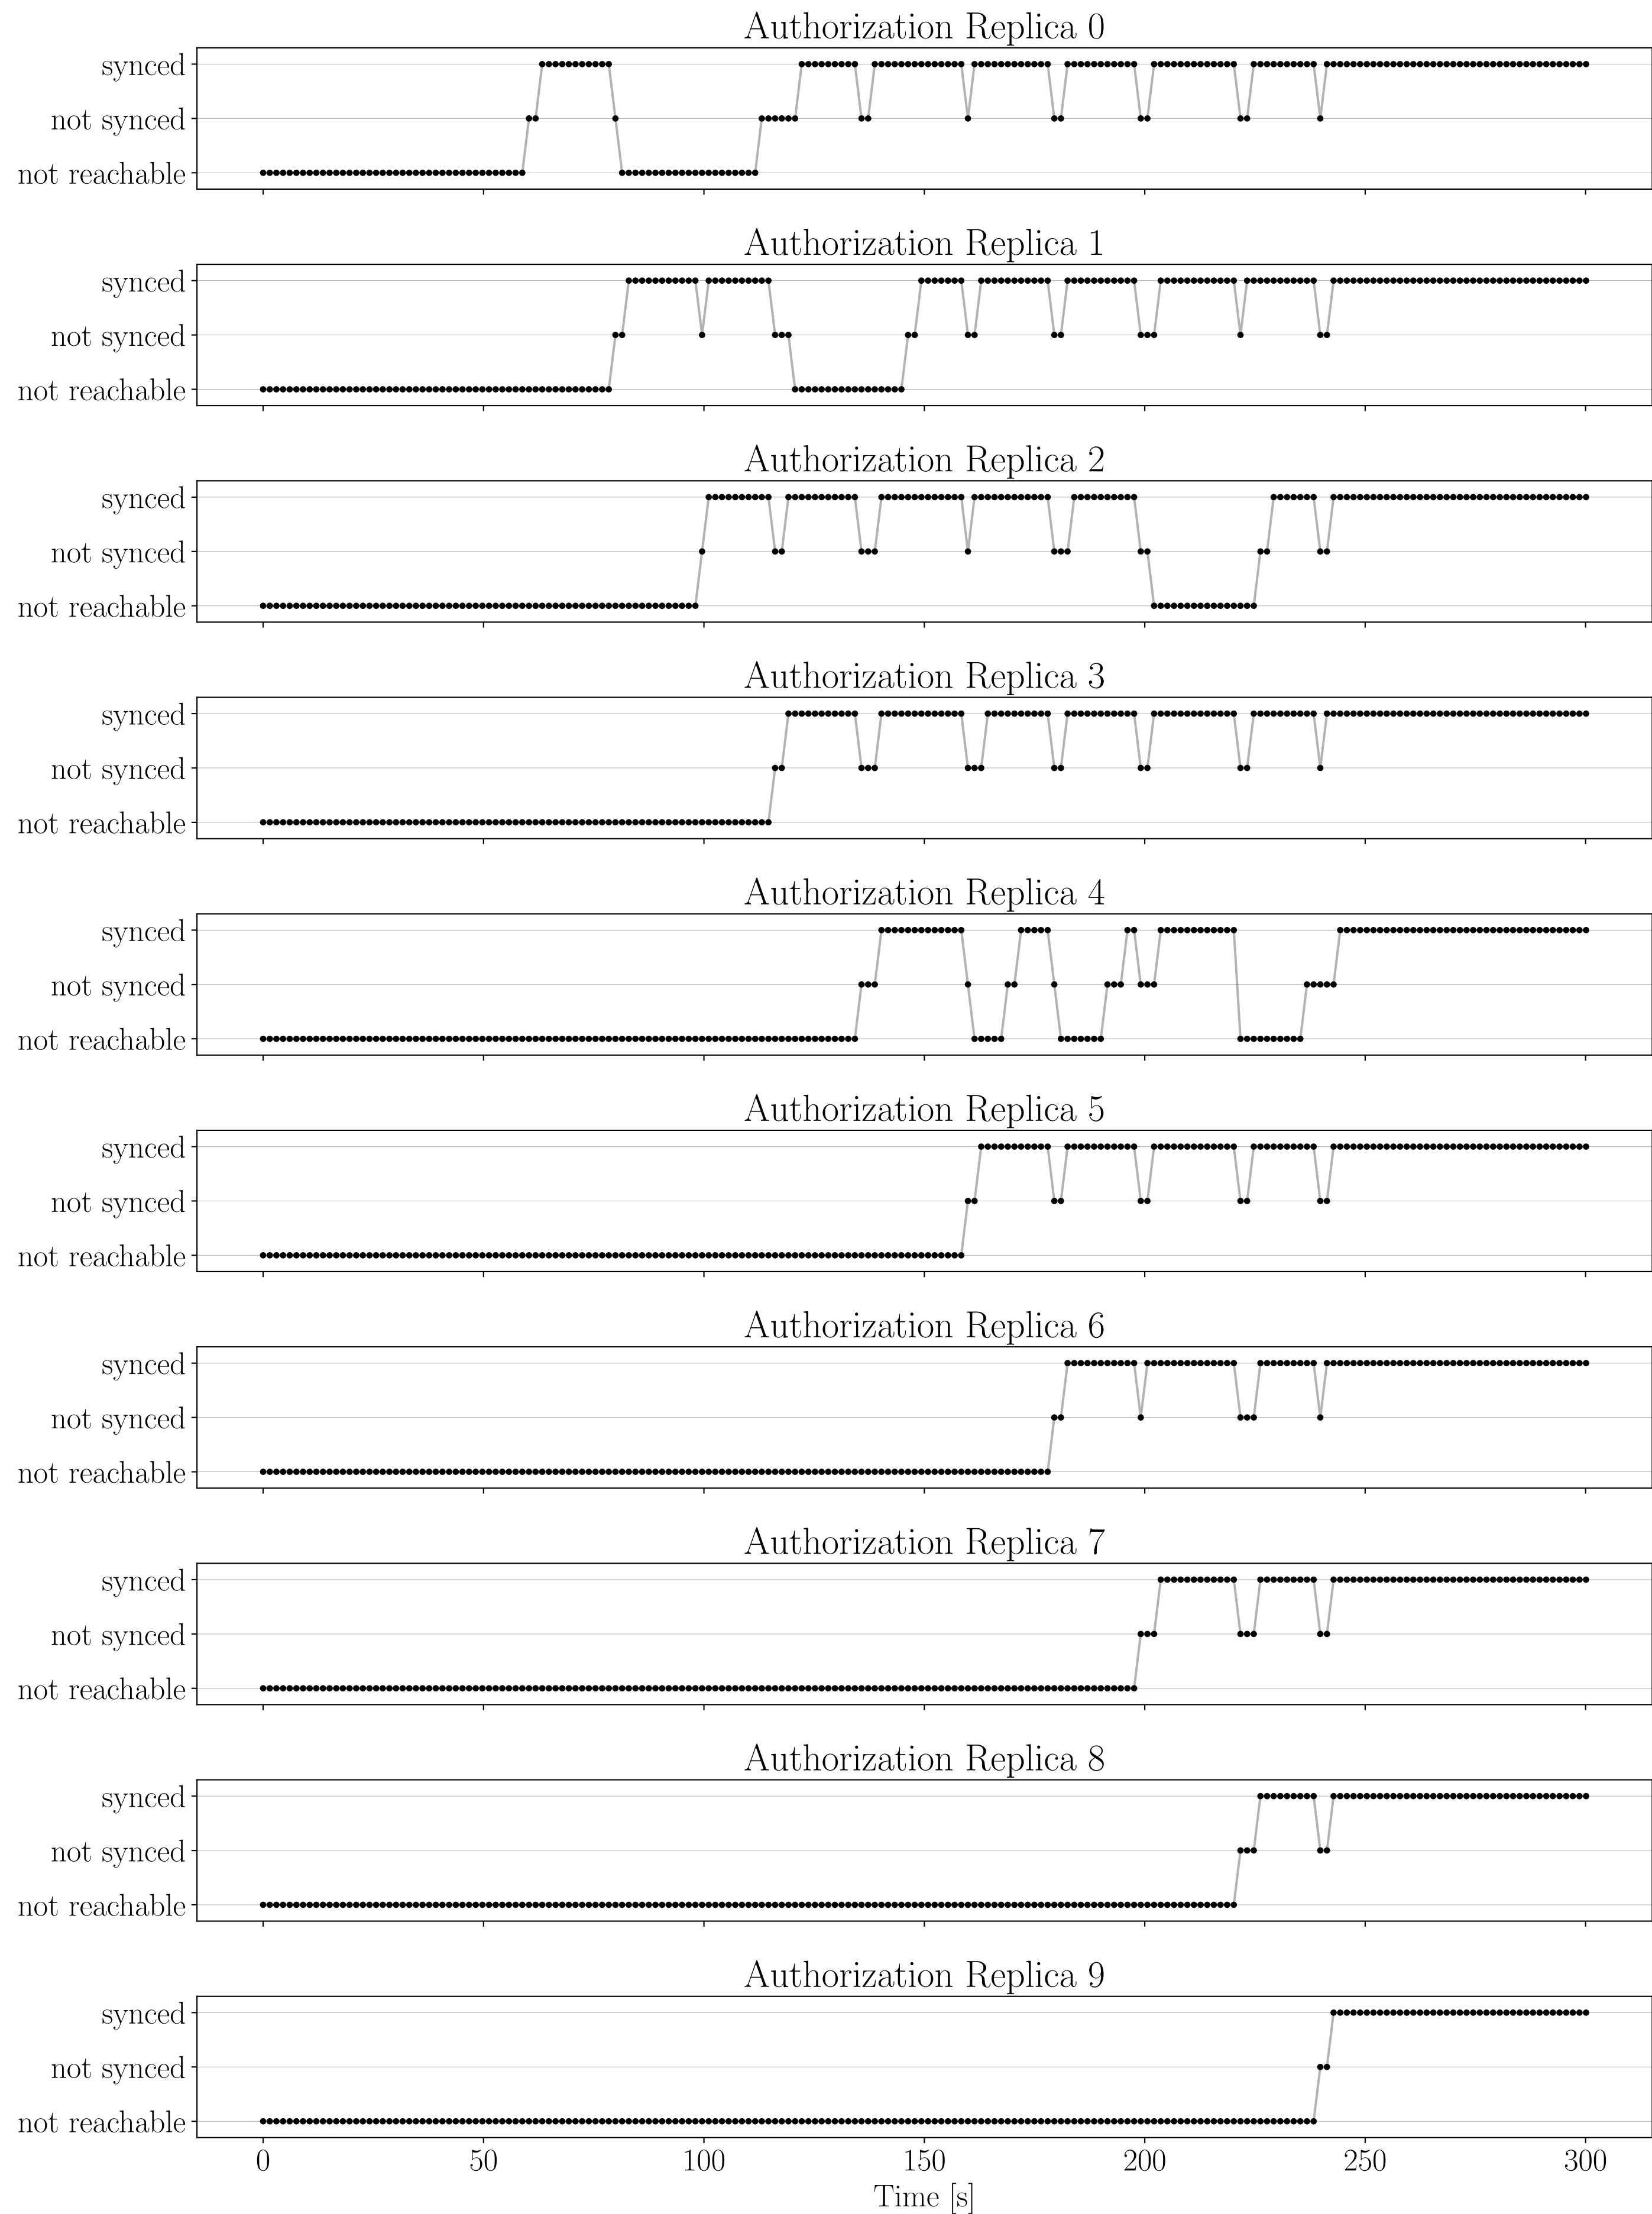 Authorization Replica 0
synced
not synced
not reachable
Authorization Replica 1
synced
not synced
not reachable
Authorization Replica 2
synced
not synced
not reachable
Authorization Replica 3
synced
not synced
not reachable
Authorization Replica 4
synced
not synced
not reachable
Authorization Replica 5
synced
not synced
not reachable
Authorization Replica 6
synced
not synced
not reachable
Authorization Replica 7
synced
not synced
not reachable
Authorization Replica 8
synced
not synced
not reachable
Authorization Replica 9
synced
not synced
not reachable
0 50 100 150 200 250 300
Time [s]